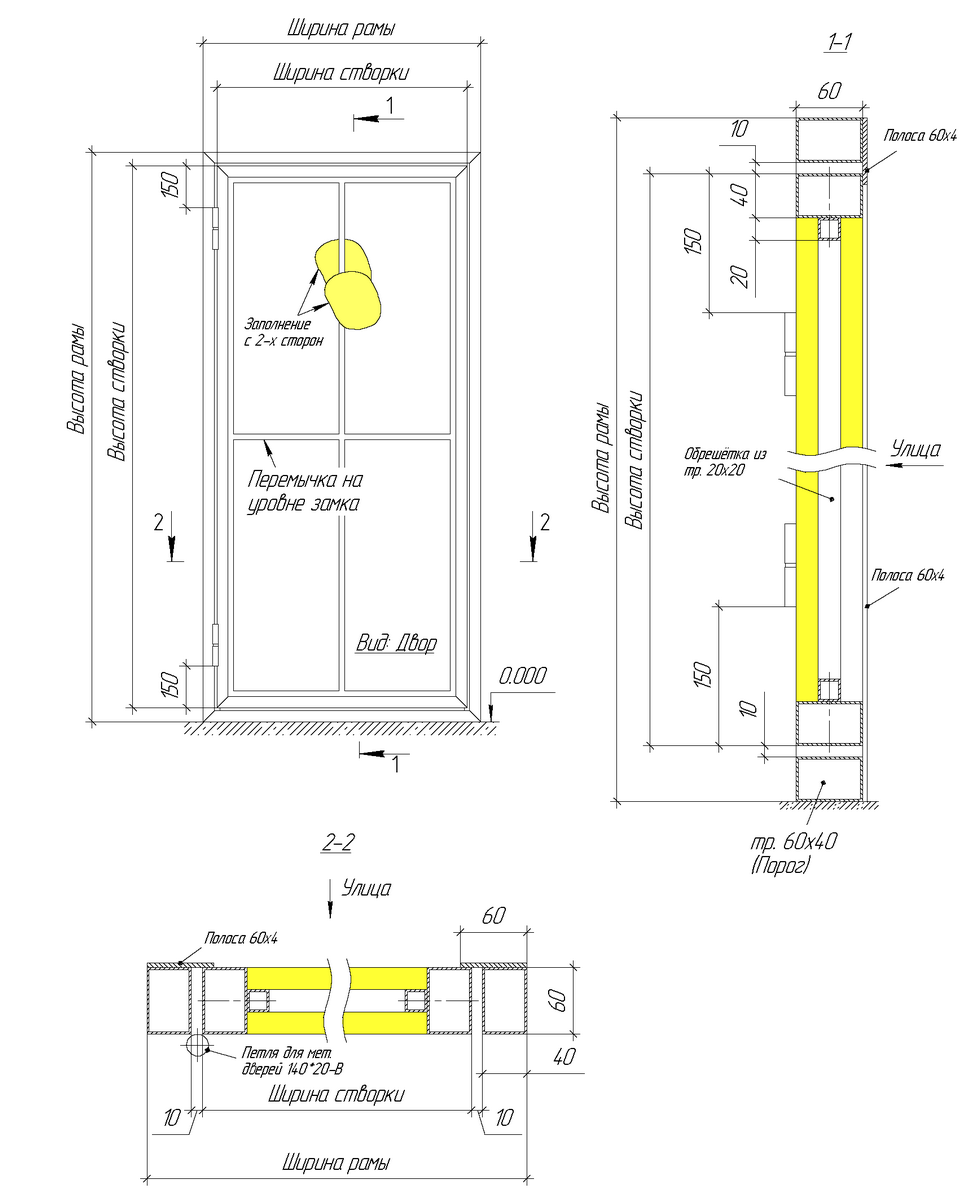 Ширина рамы
Ширина створки
1
150
Высота рамы
Высота створки
Заполнение
с 2-х сторон
Перемычка на
уровне замка
2
2
Вид: Двор
150
0.000
1
1-1
60
10
Полоса 60х4
40
150
20
Высота рамы
Высота створки
Обрешётка из
тр. 20х20
Улица
Полоса 60х4
150
10
тр. 60х40
(Порог)
2-2
Улица
Полоса 60х4
60
60
Петля для мет.
дверей 140*20-В
40
Ширина створки
10
10
Ширина рамы